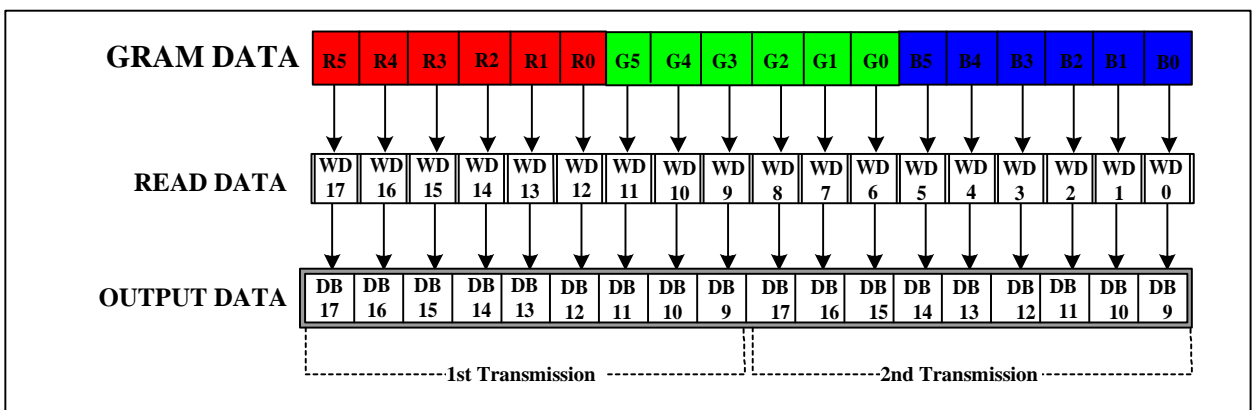 GRAM DATA R5 R4 R3 R2 R1 R0 G5 G4 G3 G2 G1 G0 B5 B4 B3 B2 B1 B0
READ DATA WD 17 WD 16 WD 15 WD 14 WD 13 WD 12 WD 11 WD 10 WD 9 WD 8 WD 7 WD 6 WD 5 WD 4 WD 3 WD 2 WD 1 WD 0
OUTPUT DATA DB 17 DB 16 DB 15 DB 14 DB 13 DB 12 DB 11 DB 10 DB 9 DB 17 DB 16 DB 15 DB 14 DB 13 DB 12 DB 11 DB 10 DB 9
1st Transmission 2nd Transmission